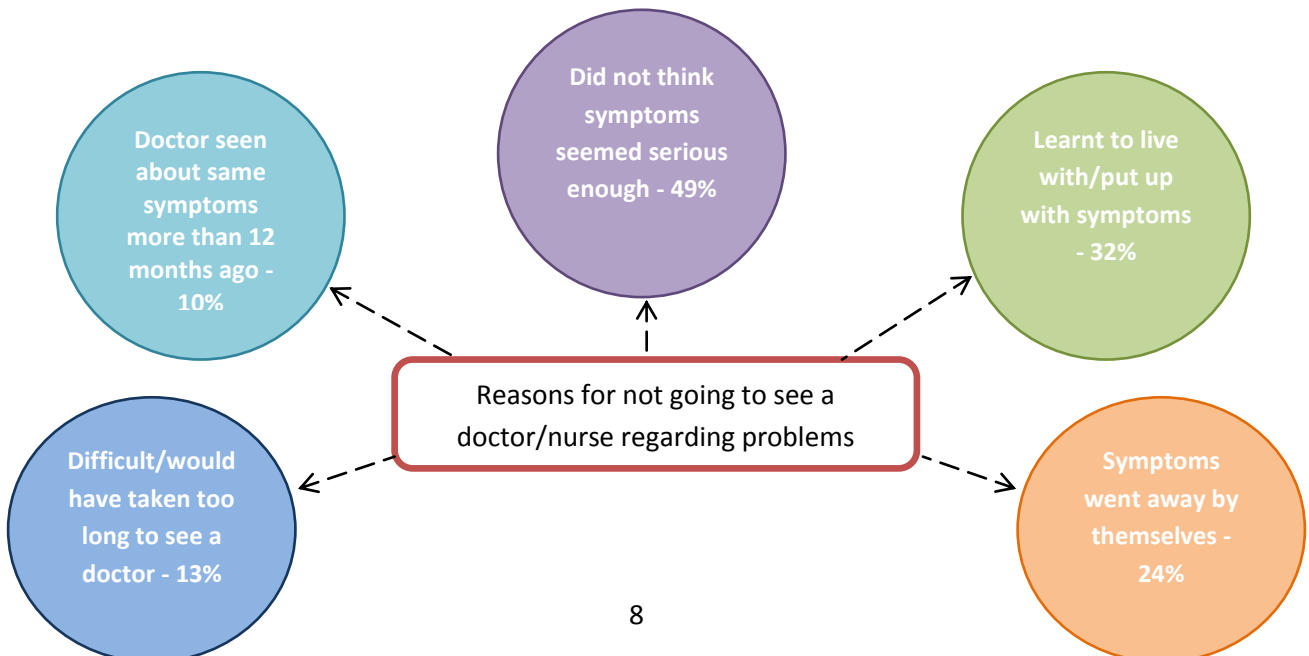 Did not think
symptoms
seemed serious
enough - 49%
Doctor seen
about same
symptoms
more than 12
months ago -
10%
Learnt to live
with/put up
with symptoms
- 32%
Reasons for not going to see a
doctor/nurse regarding problems
Difficult/would
have taken too
long to see a
doctor - 13%
Symptoms
went away by
themselves -
24%
8